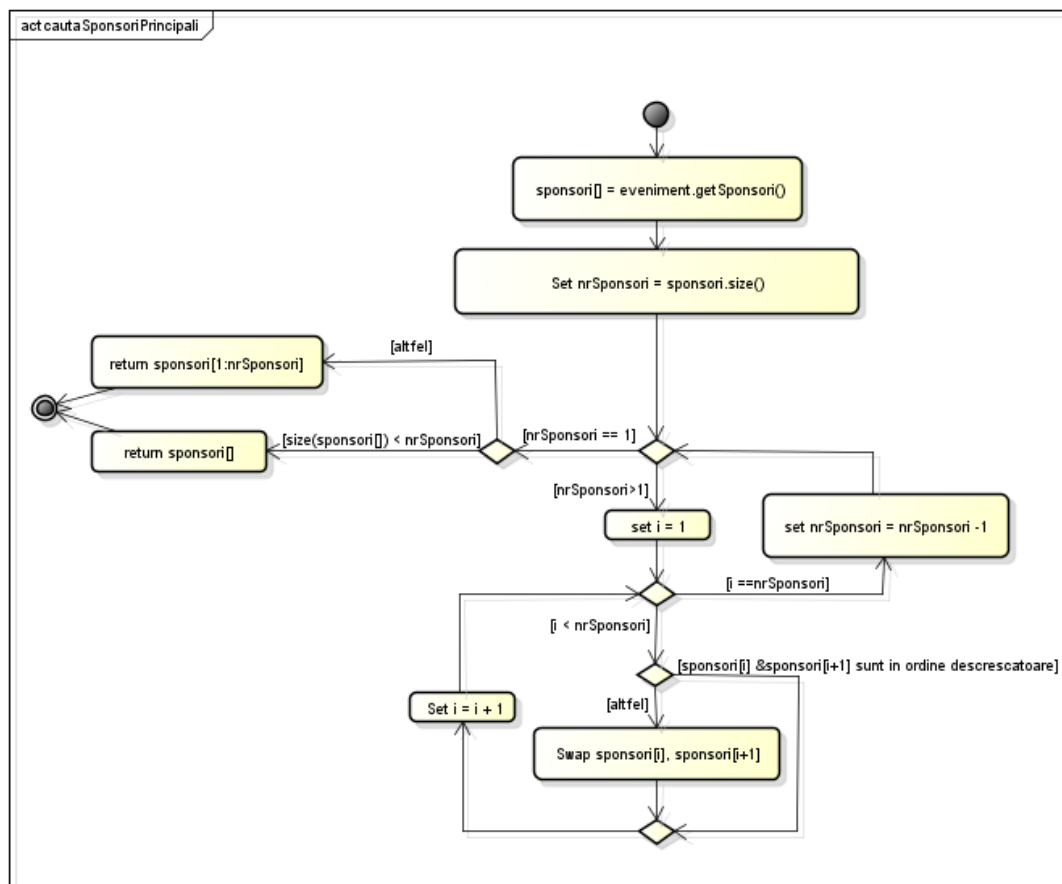 act cautaSponsoriPrincipali
sponsori[] = eveniment.getSponsori()
Set nrSponsori = sponsori.size()
[altfel]
return sponsori[1:nrSponsori]
[size(sponsori[]) < nrSponsori]
[nrSponsori == 1]
return sponsori[]
[nrSponsori>1]
set i = 1
set nrSponsori = nrSponsori -1
[i ==nrSponsori]
[i < nrSponsori]
[sponsori[i] &sponsori[i+1] sunt in ordine descrescatoare]
Set i = i + 1
[altfel]
Swap sponsori[i], sponsori[i+1]